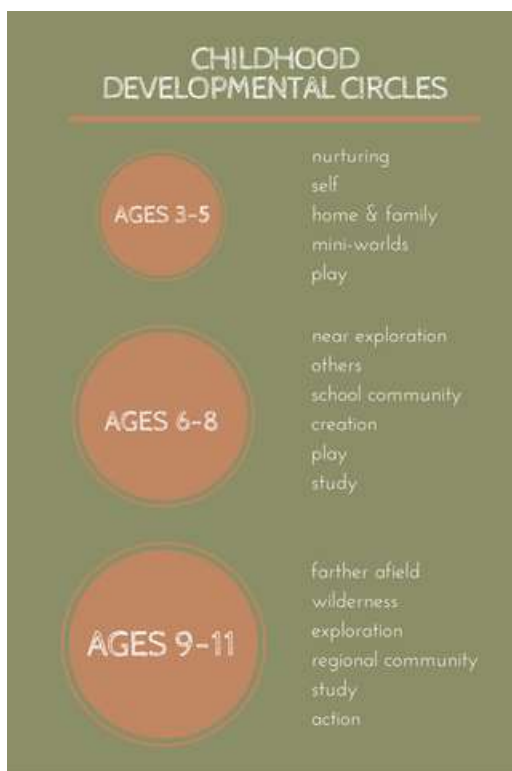 CHILDHOOD
DEVELOPMENTAL CIRCLES
AGES 3-5
nurturing
self
home & family
mini-worlds
play
AGES 6-8
near exploration
others
school community
creation
play
study
AGES 9-11
farther afield
wilderness
exploration
regional community
study
action